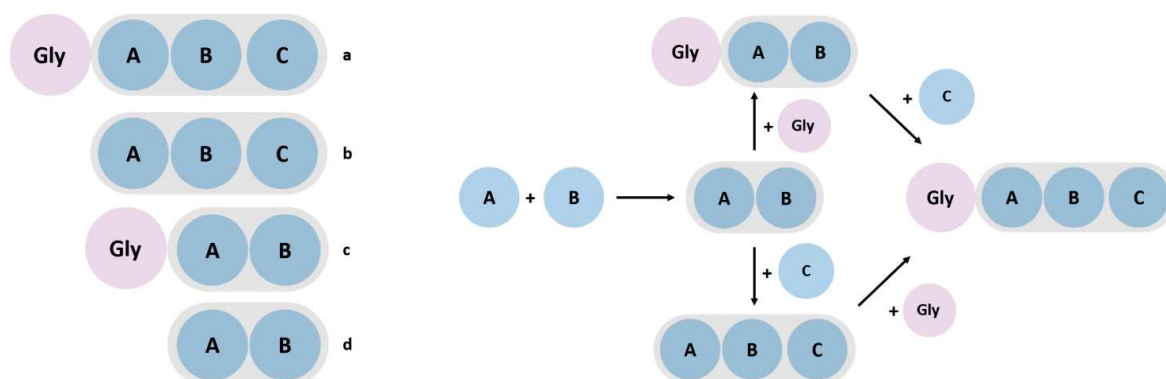 Gly A B C a
A B C b
Gly A B c
A B d
Gly A B
+ C
+ Gly
A + B
A B
Gly A B C
+ C
A B C
+ Gly